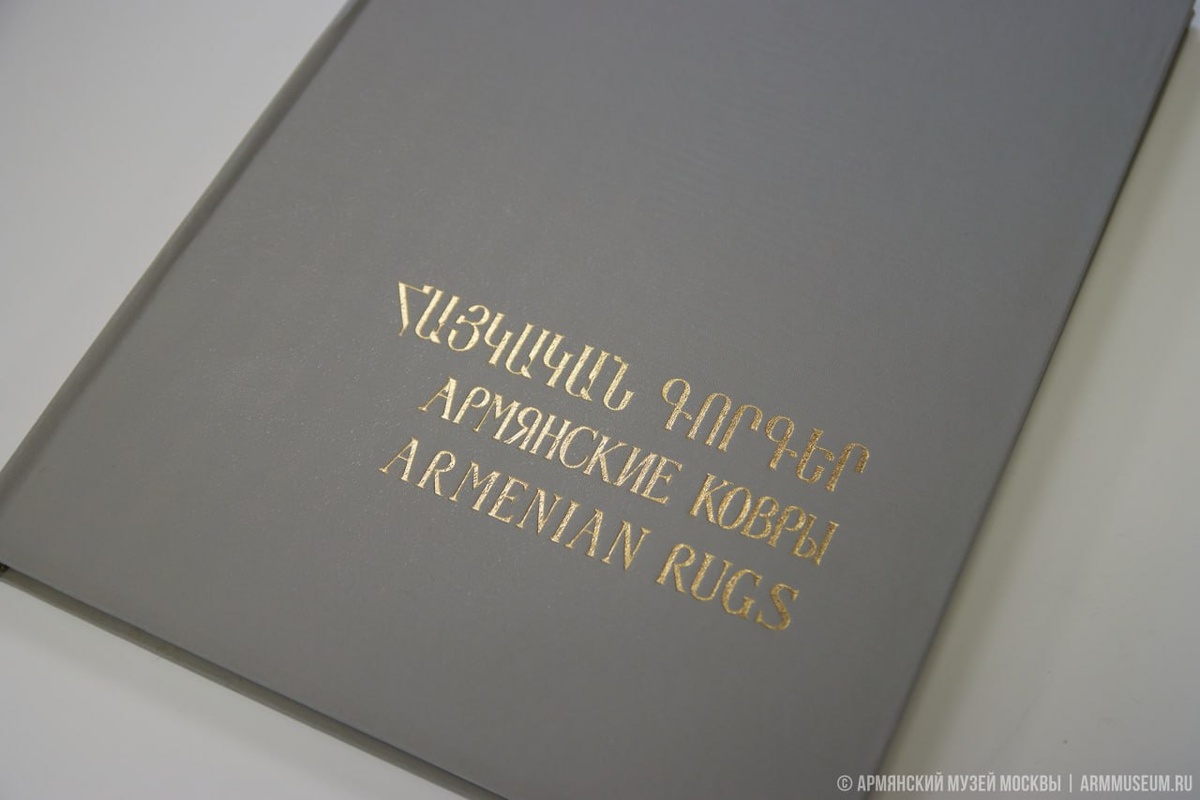 ՀԱՅԿԱԿԱՆ ԳՈՐԳԵՐ
АРМЯНСКИЕ КОВРЫ
ARMENIAN RUGS
© АРМЯНСКИЙ МУЗЕЙ МОСКВЫ | ARMMUSEUM.RU